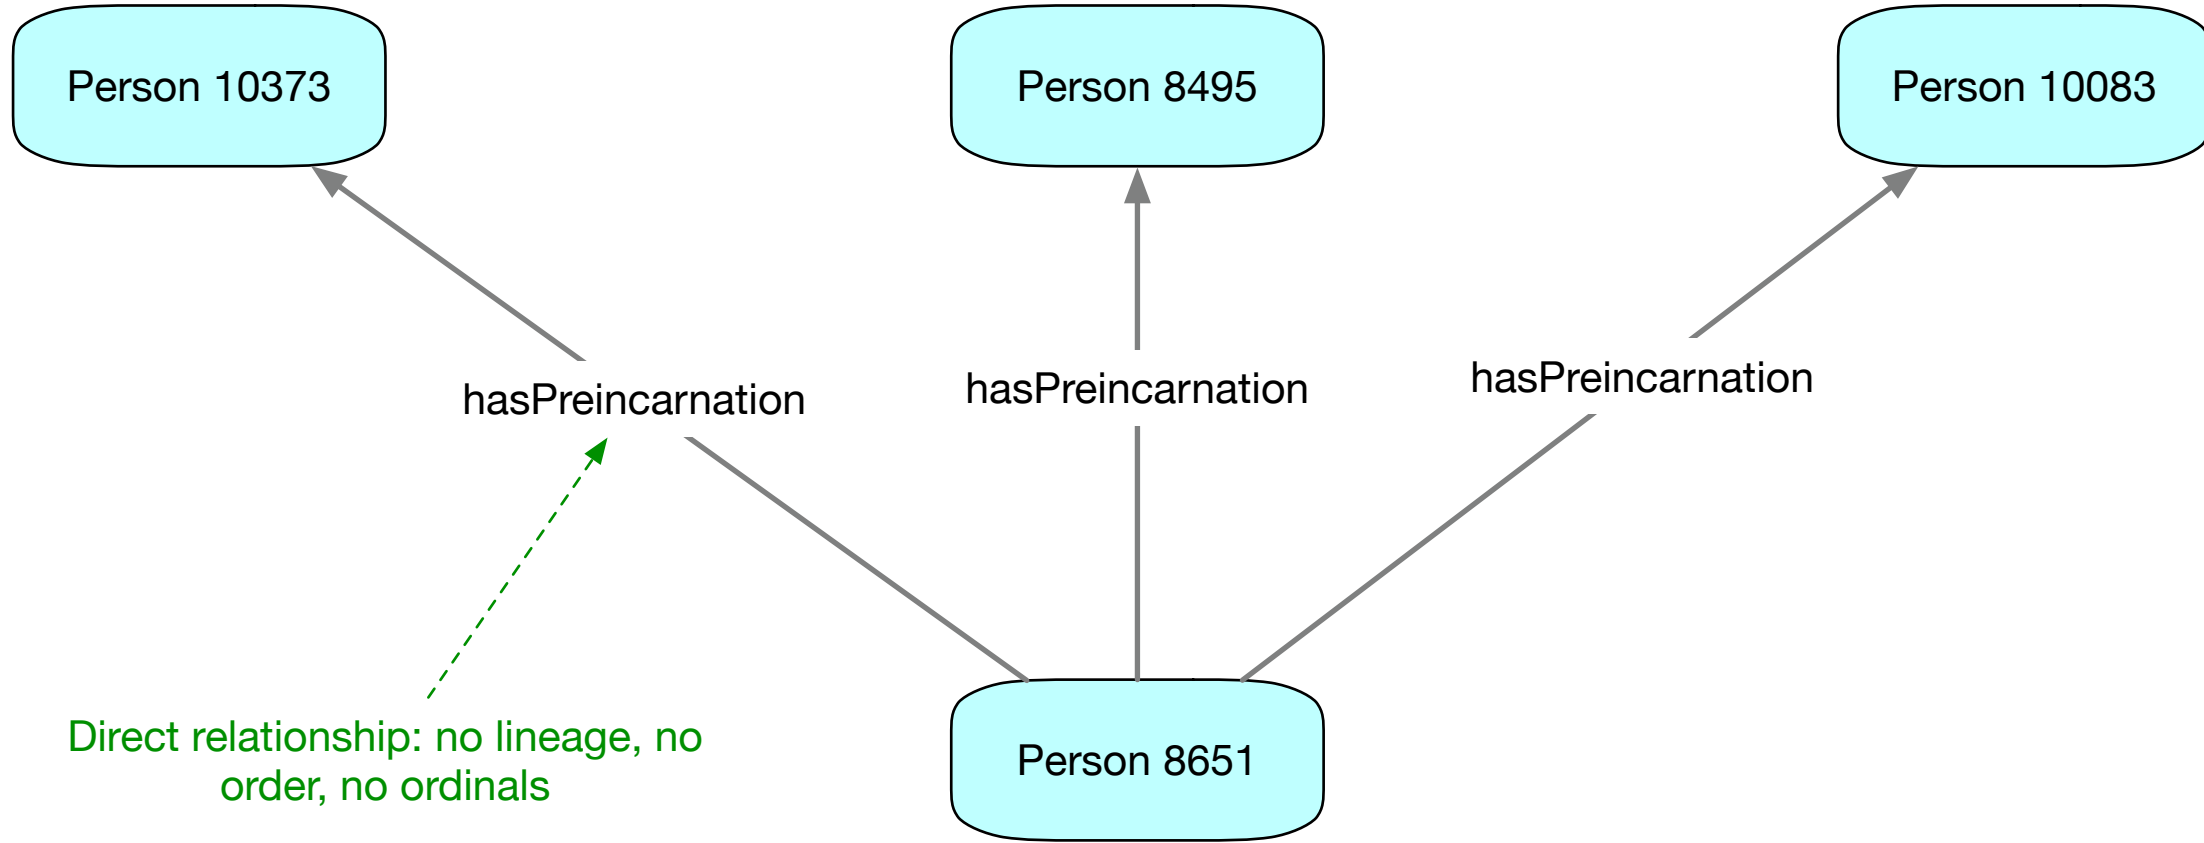 Person 10373
Person 8495
Person 10083
hasPreincarnation
hasPreincarnation
hasPreincarnation
Direct relationship: no lineage, no
order, no ordinals
Person 8651